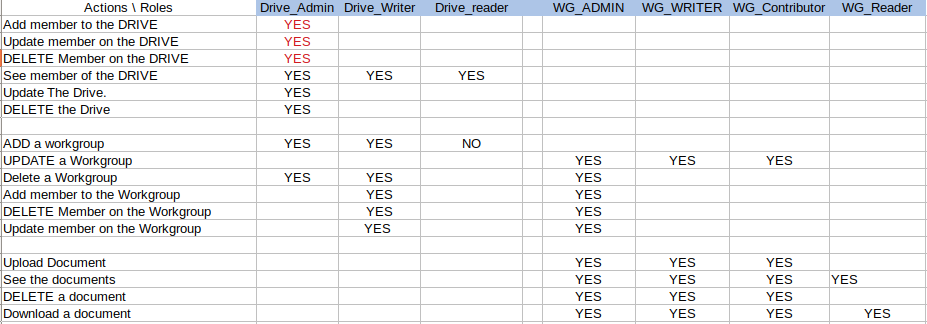 Actions \ Roles Drive_Admin Drive_Writer Drive_reader WG_ADMIN WG_WRITER WG_Contributor WG_Reader
Add member to the DRIVE YES
Update member on the DRIVE YES
DELETE Member on the DRIVE YES
See member of the DRIVE YES YES YES
Update The Drive. YES
DELETE the Drive YES
ADD a workgroup YES YES NO
UPDATE a Workgroup YES YES YES
Delete a Workgroup YES YES YES
Add member to the Workgroup YES YES
DELETE Member on the Workgroup YES YES
Update member on the Workgroup YES YES
Upload Document YES YES YES
See the documents YES YES YES YES
DELETE a document YES YES YES
Download a document YES YES YES YES